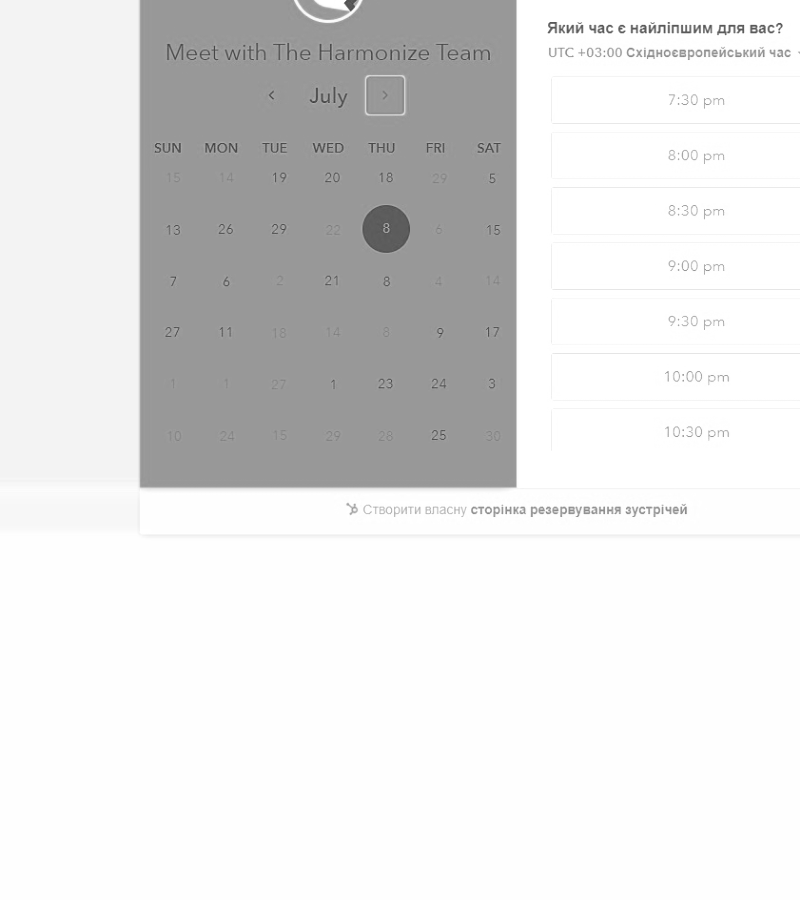 Meet with The Harmonize Team
July
SUN MON TUE WED THU FRI SAT
15 14 19 20 18 29 5
13 26 29 22 8 6 15
7 6 2 21 8 4 14
27 11 18 14 8 9 17
1 1 27 1 23 24 3
10 24 15 29 28 25 30
Який час є найліпшим для вас?
UTC +03:00 Східноєвропейський час
7:30 pm
8:00 pm
8:30 pm
9:00 pm
9:30 pm
10:00 pm
10:30 pm
Створити власну сторінка резервування зустрічей